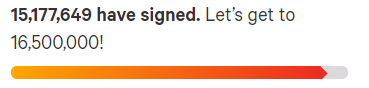 15,177,649 have signed. Let’s get to
16,500,000!